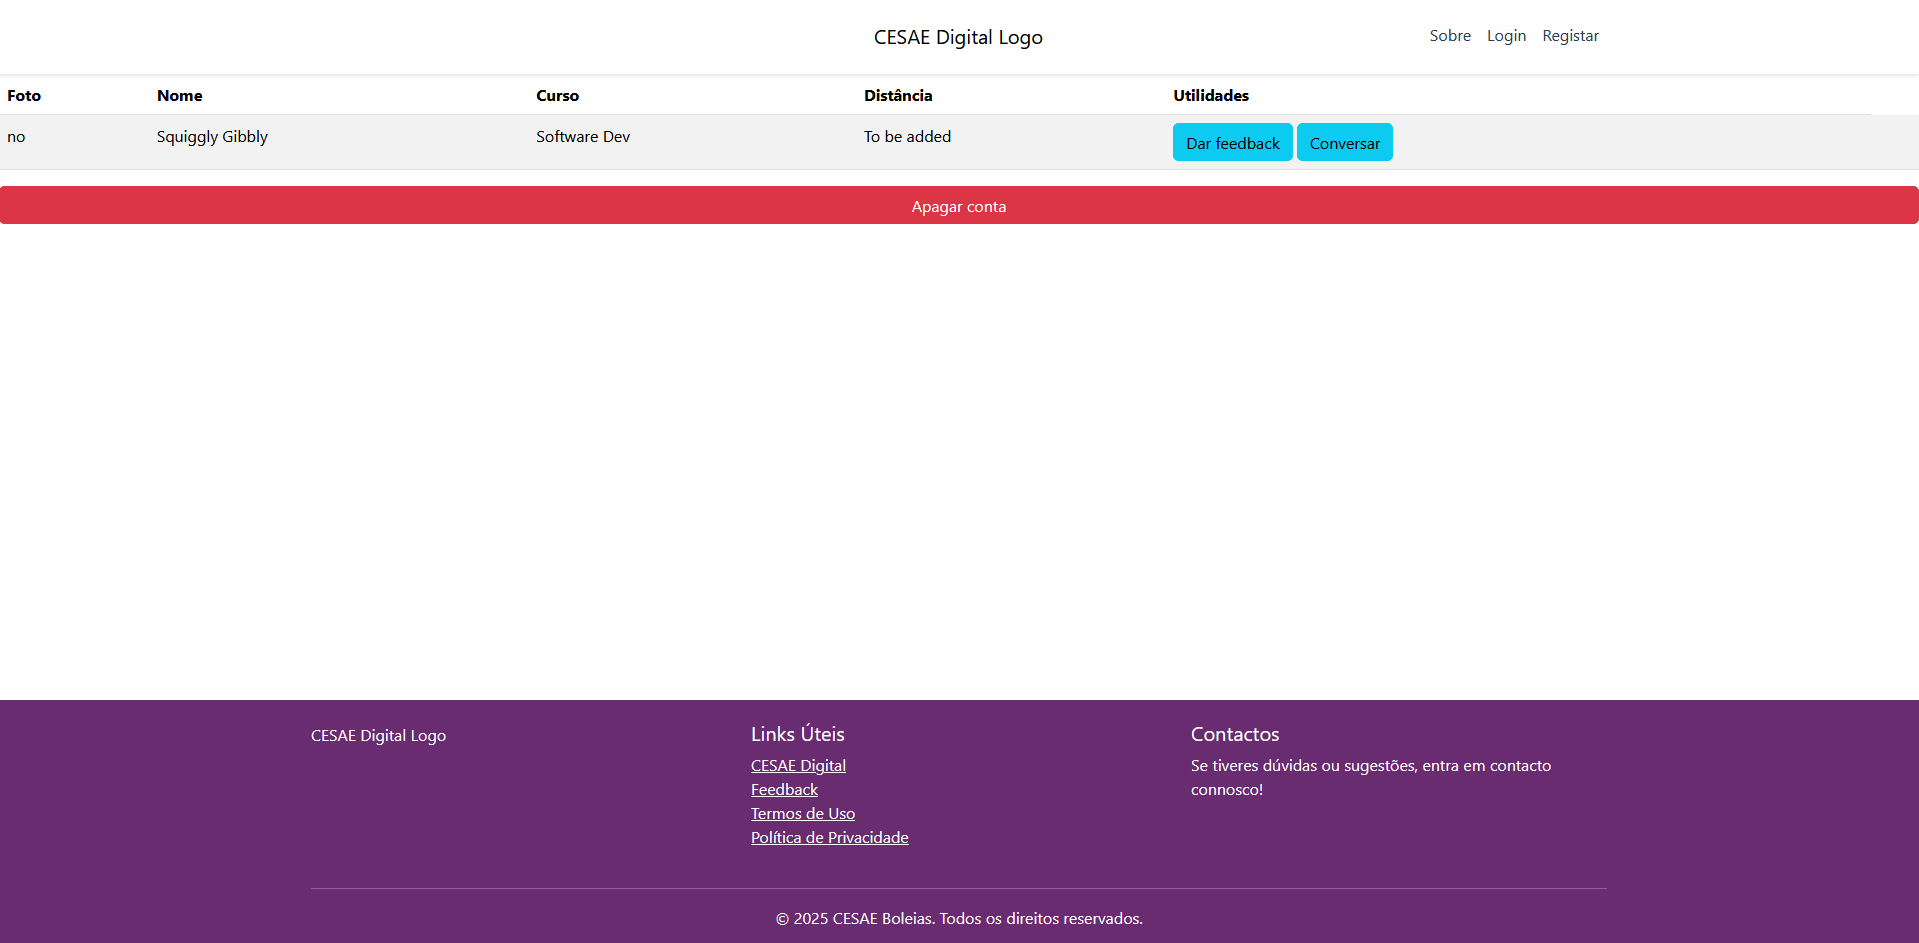 CESAE Digital Logo
Sobre Login Registar
Foto Nome Curso Distância Utilidades
no Squiggly Gibbly Software Dev To be added Dar feedback Conversar
Apagar conta
CESAE Digital Logo
Links Úteis
CESAE Digital
Feedback
Termos de Uso
Política de Privacidade
Contactos
Se tiveres dúvidas ou sugestões, entra em contacto
connosco!
© 2025 CESAE Boleias. Todos os direitos reservados.